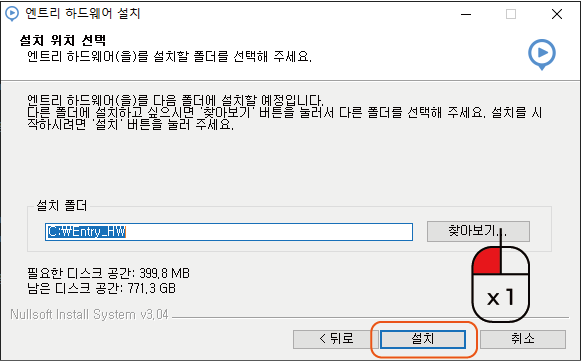 엔트리 하드웨어 설치
설치 위치 선택
엔트리 하드웨어(을)를 설치할 폴더를 선택해 주세요.
엔트리 하드웨어(을)를 다음 폴더에 설치할 예정입니다.
다른 폴더에 설치하고 싶으시면 '찾아보기' 버튼을 눌러서 다른 폴더를 선택해 주세요. 설치를 시
작하시려면 '설치' 버튼을 눌러 주세요.
설치 폴더
C:₩Entry_HW
찾아보기...
필요한 디스크 공간: 399.8 MB
남은 디스크 공간: 771.3 GB
x 1
Nullsoft Install System v3.04
< 뒤로
설치
취소